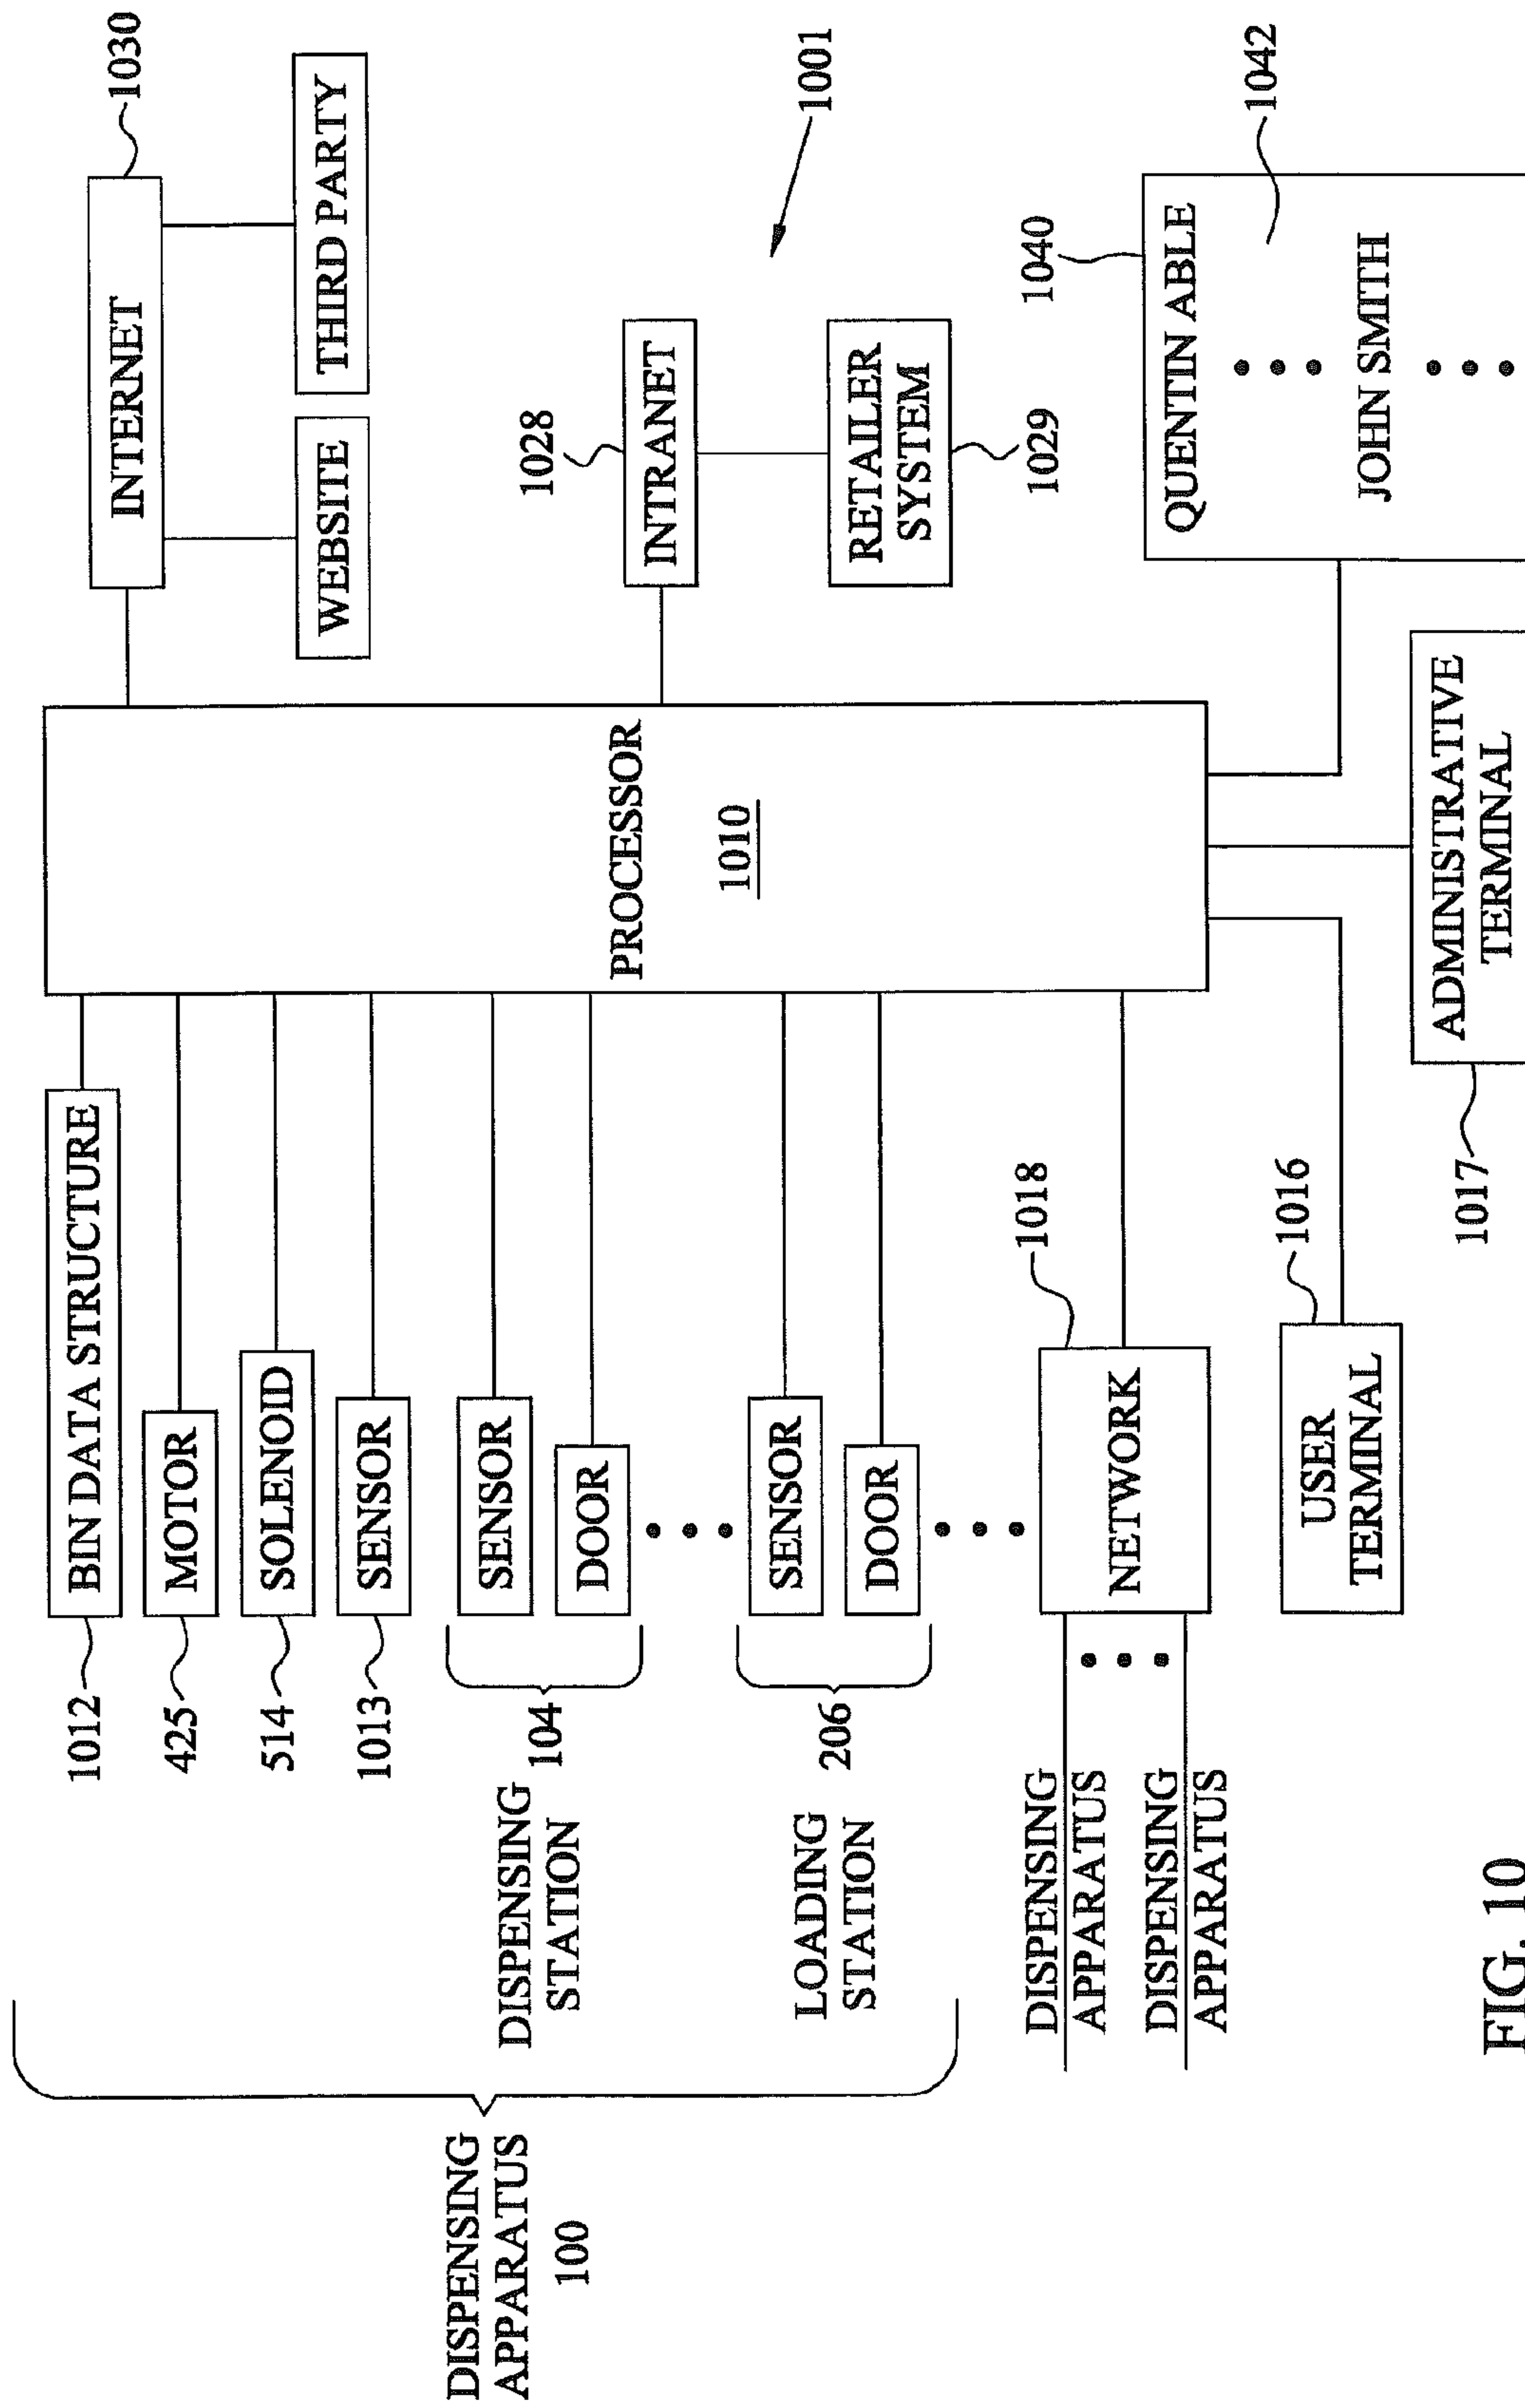 DISPENSING
APPARATUS
100
1012
BIN DATA STRUCTURE
425
MOTOR
514
SOLENOID
1013
SENSOR
DISPENSING
STATION
104
SENSOR
DOOR
LOADING
STATION
206
SENSOR
DOOR
DISPENSING
APPARATUS
DISPENSING
APPARATUS
NETWORK
1018
USER
TERMINAL
1016
1017
ADMINISTRATIVE
TERMINAL
PROCESSOR
1010
INTERNET
1030
WEBSITE
THIRD PARTY
1028
INTRANET
RETAILER
SYSTEM
1029
1001
1040
QUENTIN ABLE
JOHN SMITH
1042
FIG. 10